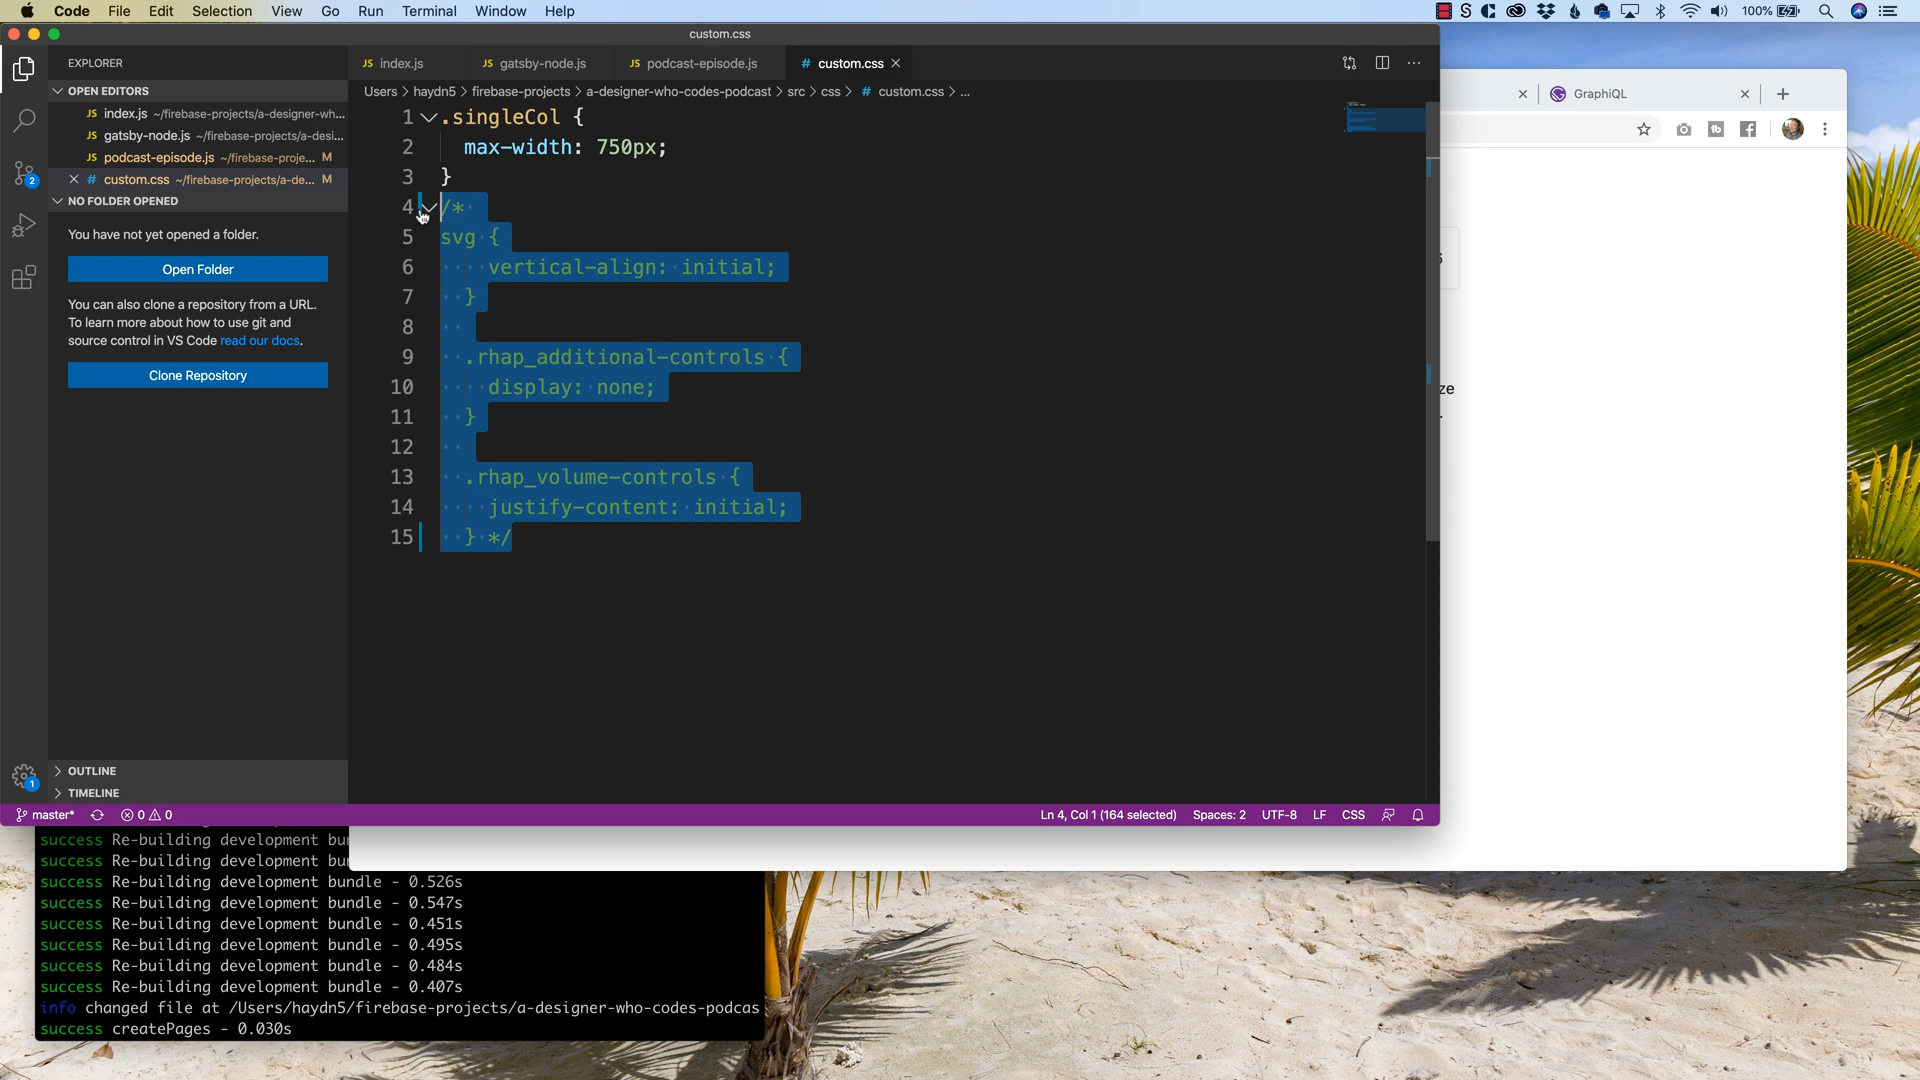 Code File Edit Selection View Go Run Terminal Window Help
100%
custom.css
EXPLORER
JS index.js
JS gatsby-node.js
JS podcast-episode.js
# custom.css
OPEN EDITORS
JS index.js ~/firebase-projects/a-designer-wh...
JS gatsby-node.js ~/firebase-projects/a-desi...
JS podcast-episode.js ~/firebase-proje... M
# custom.css ~/firebase-projects/a-de... M
NO FOLDER OPENED
You have not yet opened a folder.
Open Folder
You can also clone a repository from a URL.
To learn more about how to use git and
source control in VS Code read our docs.
Clone Repository
OUTLINE
TIMELINE
2
1
Users > haydn5 > firebase-projects > a-designer-who-codes-podcast > src > css > # custom.css > ...
1 .singleCol {
2 max-width: 750px;
3 }
4 /*
5 svg {
6 vertical-align: initial;
7 }
8
9 .rhap_additional-controls {
10 display: none;
11 }
12
13 .rhap_volume-controls {
14 justify-content: initial;
15 } */
GraphiQL
ze
master* 0 0 Ln 4, Col 1 (164 selected) Spaces: 2 UTF-8 LF CSS
success Re-building development bun
success Re-building development bun
success Re-building development bundle - 0.526s
success Re-building development bundle - 0.547s
success Re-building development bundle - 0.451s
success Re-building development bundle - 0.495s
success Re-building development bundle - 0.484s
success Re-building development bundle - 0.407s
info changed file at /Users/haydn5/firebase-projects/a-designer-who-codes-podcas
success createPages - 0.030s